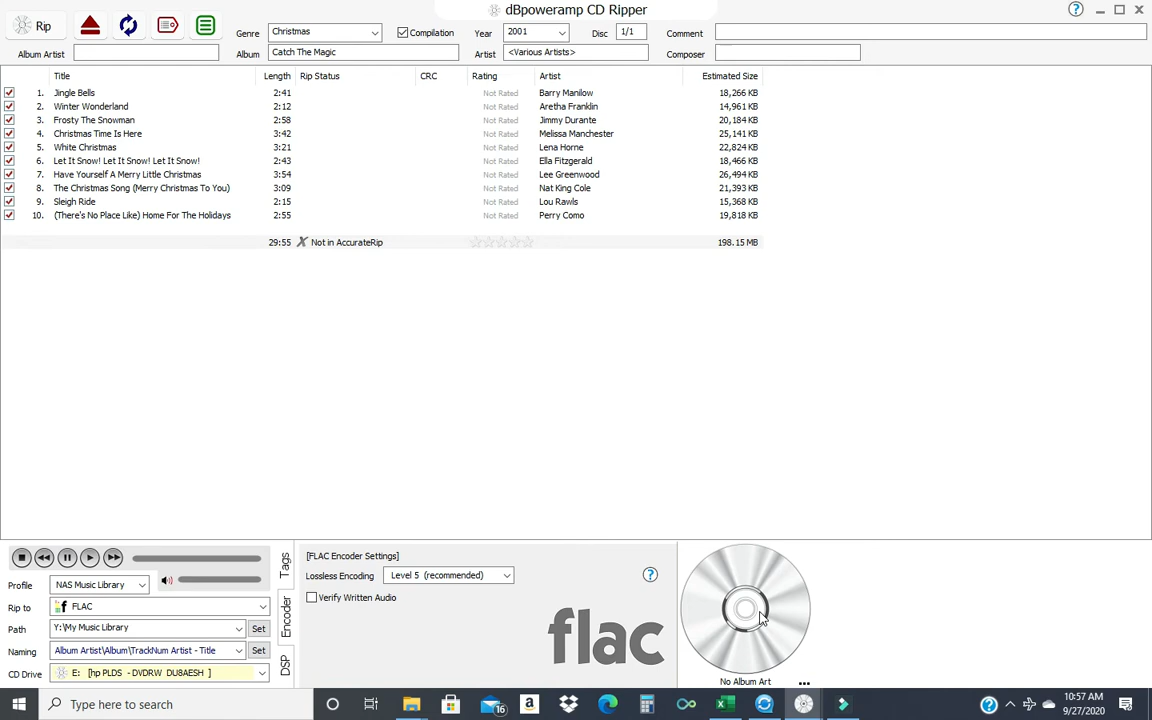 dBpoweramp CD Ripper
Rip
Genre Christmas Compilation Year 2001 Disc 1/1 Comment
Album Artist Album Catch The Magic Artist <Various Artists> Composer
Title Length Rip Status CRC Rating Artist Estimated Size
1. Jingle Bells 2:41 Not Rated Barry Manilow 18,266 KB
2. Winter Wonderland 2:12 Not Rated Aretha Franklin 14,961 KB
3. Frosty The Snowman 2:58 Not Rated Jimmy Durante 20,184 KB
4. Christmas Time Is Here 3:42 Not Rated Melissa Manchester 25,141 KB
5. White Christmas 3:21 Not Rated Lena Horne 22,824 KB
6. Let It Snow! Let It Snow! Let It Snow! 2:43 Not Rated Ella Fitzgerald 18,466 KB
7. Have Yourself A Merry Little Christmas 3:54 Not Rated Lee Greenwood 26,494 KB
8. The Christmas Song (Merry Christmas To You) 3:09 Not Rated Nat King Cole 21,393 KB
9. Sleigh Ride 2:15 Not Rated Lou Rawls 15,368 KB
10. (There's No Place Like) Home For The Holidays 2:55 Not Rated Perry Como 19,818 KB
29:55 Not in AccurateRip 198.15 MB
Tags
Encoder
DSP
[FLAC Encoder Settings]
Lossless Encoding Level 5 (recommended)
Verify Written Audio
flac
Profile NAS Music Library
Rip to FLAC
Path Y:\My Music Library Set
Naming Album Artist\Album\TrackNum Artist - Title Set
CD Drive E: [hp PLDS - DVDRW DU8AESH ]
No Album Art
Type here to search
16
10:57 AM
9/27/2020